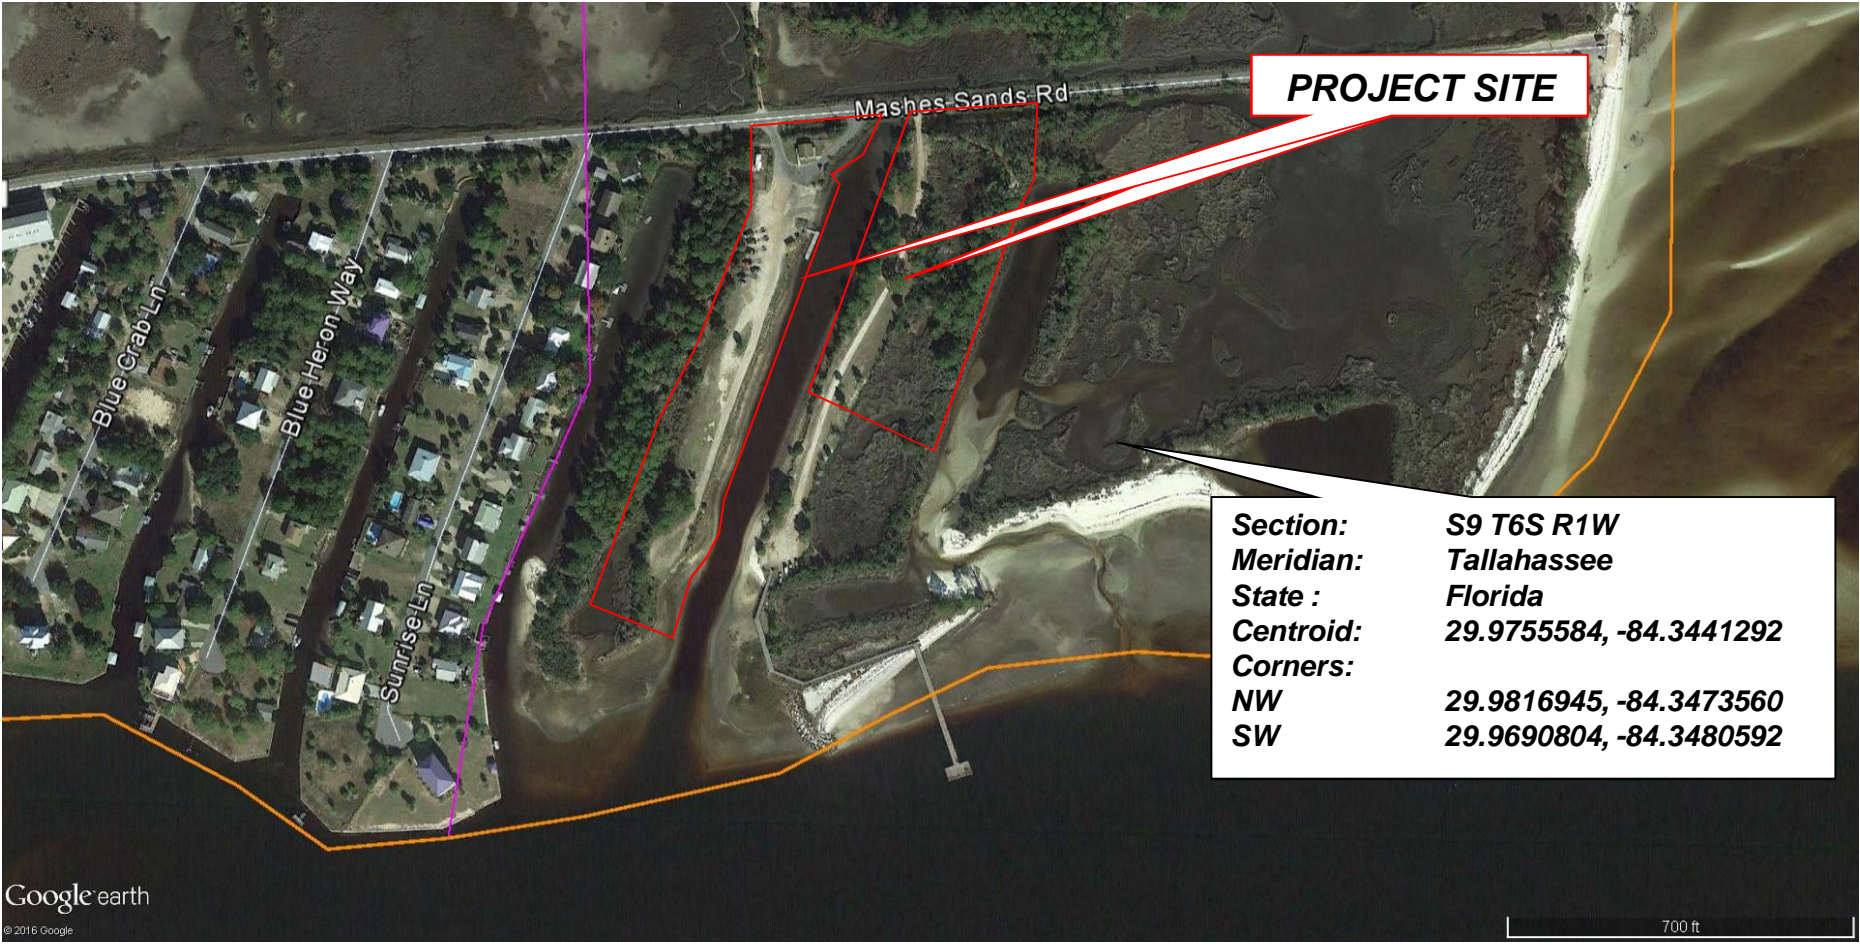 Mashes Sands Rd
PROJECT SITE
Blue Crab Ln
Blue Heron Way
Sunrise Ln
Section: S9 T6S R1W
Meridian: Tallahassee
State : Florida
Centroid: 29.9755584, -84.3441292
Corners:
NW 29.9816945, -84.3473560
SW 29.9690804, -84.3480592
Google earth
© 2016 Google
700 ft